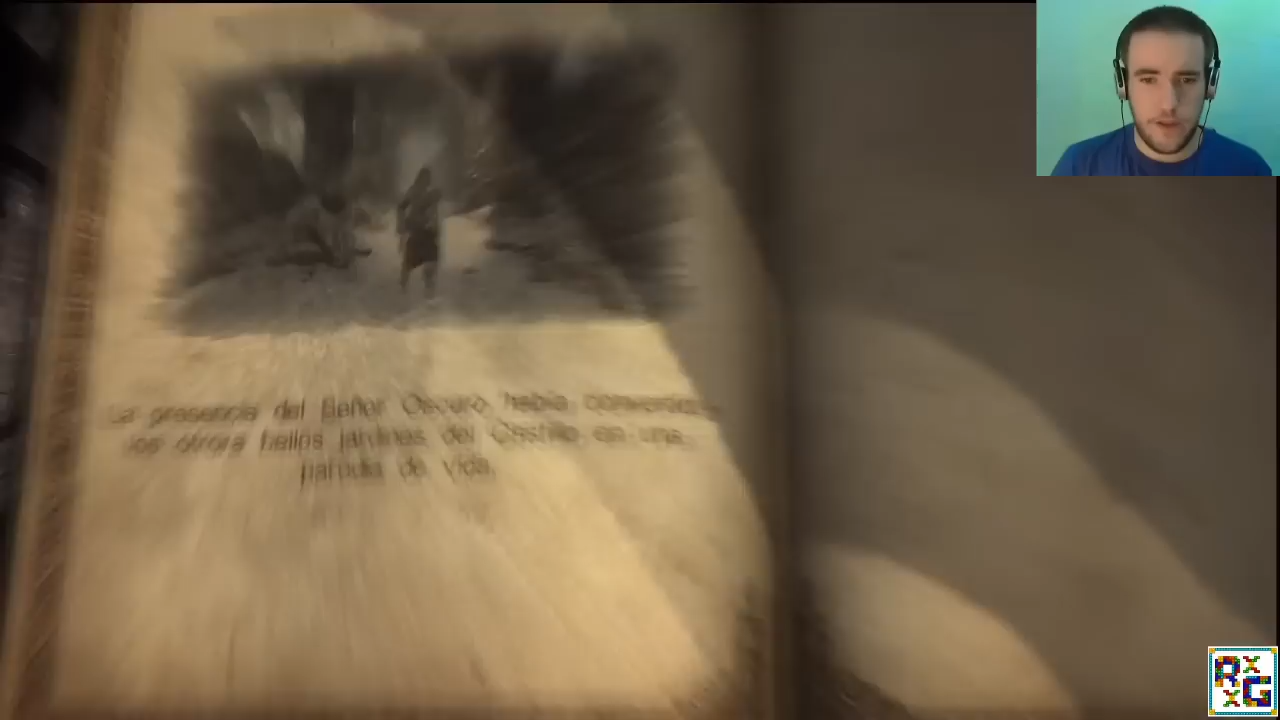 La presencia del Señor Oscuro había convertido
los otrora bellos jardines del Castillo en una
parodia de vida.
R
G